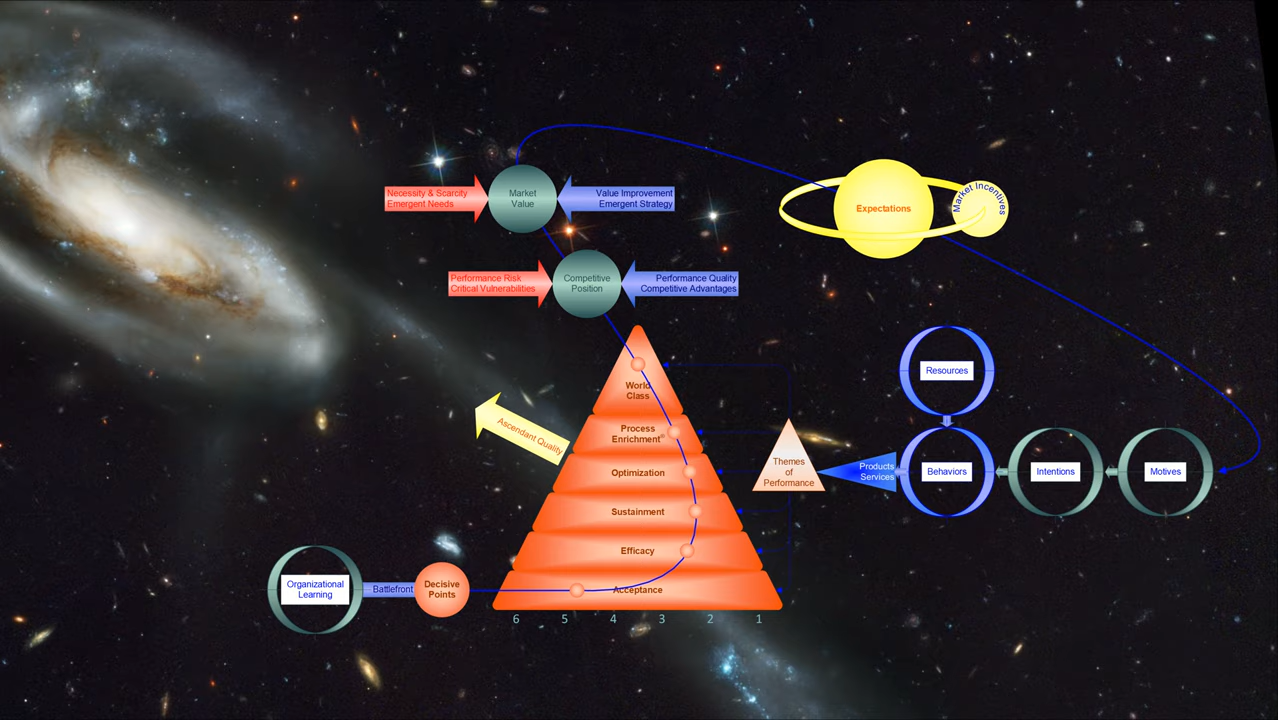 Necessity & Scarcity
Emergent Needs
Market
Value
Value Improvement
Emergent Strategy
Expectations
Market Incentives
Performance Risk
Critical Vulnerabilities
Competitive
Position
Performance Quality
Competitive Advantages
World
Class
Process
Enrichment®
Optimization
Sustainment
Efficacy
Acceptance
6 5 4 3 2 1
Ascendant Quality
Themes
of
Performance
Products
Services
Resources
Behaviors
Intentions
Motives
Organizational
Learning
Battlefront
Decisive
Points